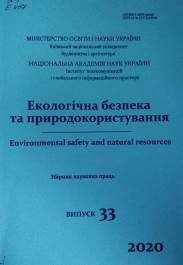 МІНІСТЕРСТВО ОСВІТИ І НАУКИ УКРАЇНИ
Київський національний університет
будівництва і архітектури
НАЦІОНАЛЬНА АКАДЕМІЯ НАУК УКРАЇНИ
Інститут телекомунікацій
і глобального інформаційного простору
Екологічна безпека
та природокористування
Environmental safety and natural resources
Збірник наукових праць
ВИПУСК 33
2020